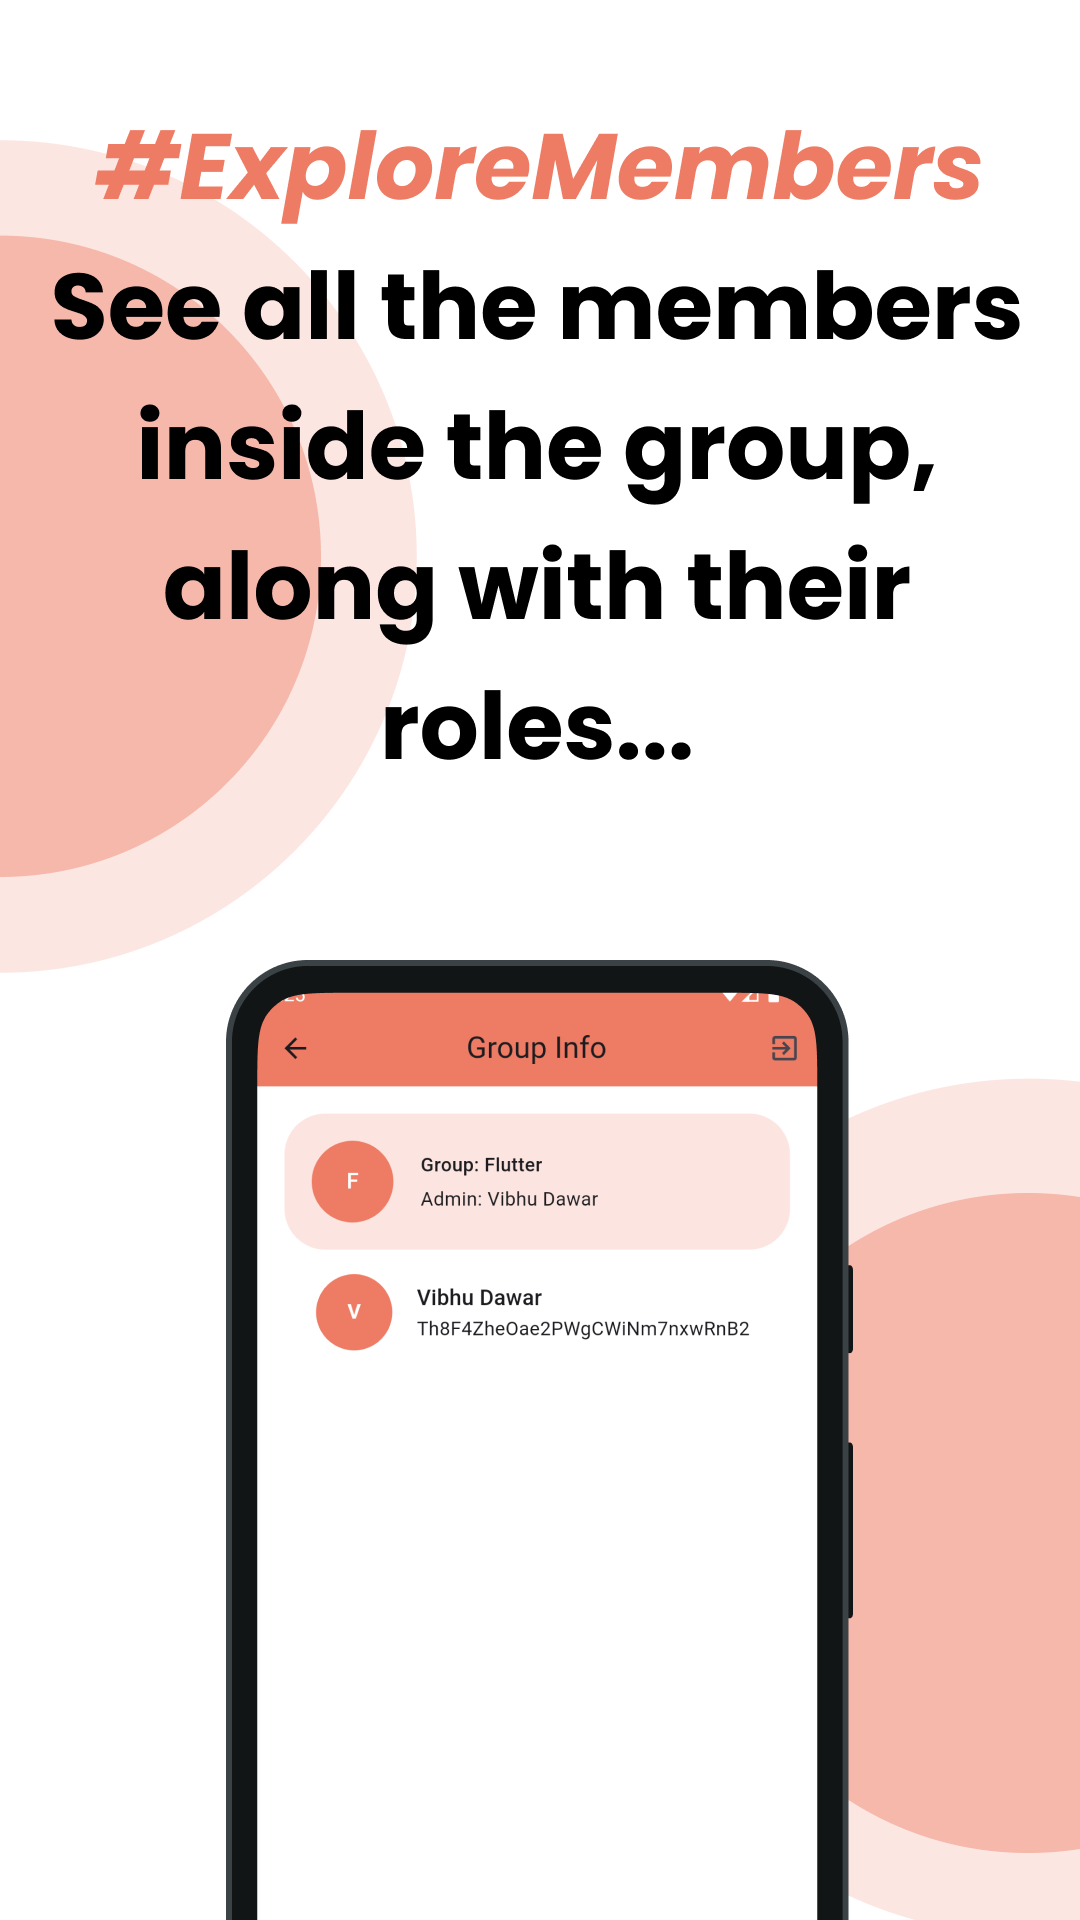 #ExploreMembers
See all the members
inside the group,
along with their
roles...
Group Info
F
Group: Flutter
Admin: Vibhu Dawar
V
Vibhu Dawar
Th8F4ZheOae2PWgCWiNm7nxwRnB2